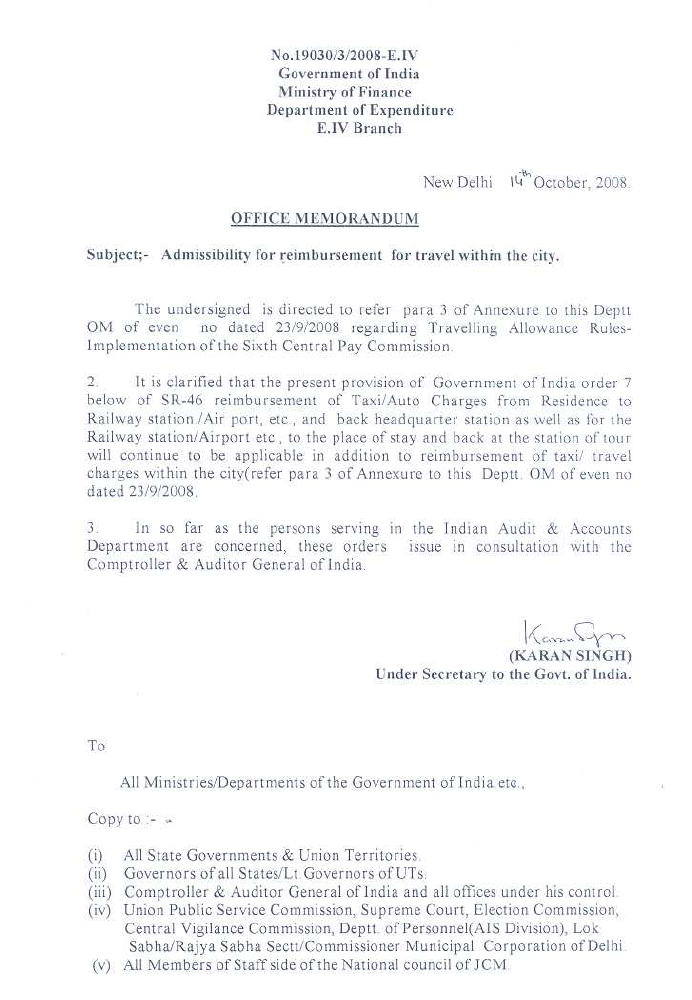 No.19030/3/2008-E.IV
Government of India
Ministry of Finance
Department of Expenditure
E.IV Branch
New Delhi 14th October, 2008.
OFFICE MEMORANDUM
Subject;- Admissibility for reimbursement for travel within the city.
The undersigned is directed to refer para 3 of Annexure to this Deptt
OM of even no dated 23/9/2008 regarding Travelling Allowance Rules-
Implementation of the Sixth Central Pay Commission.
2. It is clarified that the present provision of Government of India order 7
below of SR-46 reimbursement of Taxi/Auto Charges from Residence to
Railway station /Air port, etc., and back headquarter station as well as for the
Railway station/Airport etc , to the place of stay and back at the station of tour
will continue to be applicable in addition to reimbursement of taxi/ travel
charges within the city(refer para 3 of Annexure to this Deptt. OM of even no
dated 23/9/2008.
3. In so far as the persons serving in the Indian Audit & Accounts
Department are concerned, these orders issue in consultation with the
Comptroller & Auditor General of India.
Karan Singh
(KARAN SINGH)
Under Secretary to the Govt. of India.
To
All Ministries/Departments of the Government of India etc.,
Copy to :-
(i) All State Governments & Union Territories.
(ii) Governors of all States/Lt. Governors of UTs.
(iii) Comptroller & Auditor General of India and all offices under his control.
(iv) Union Public Service Commission, Supreme Court, Election Commission,
Central Vigilance Commission, Deptt. of Personnel(AIS Division), Lok
Sabha/Rajya Sabha Sectt/Commissioner Municipal Corporation of Delhi.
(v) All Members of Staff side of the National council of JCM.